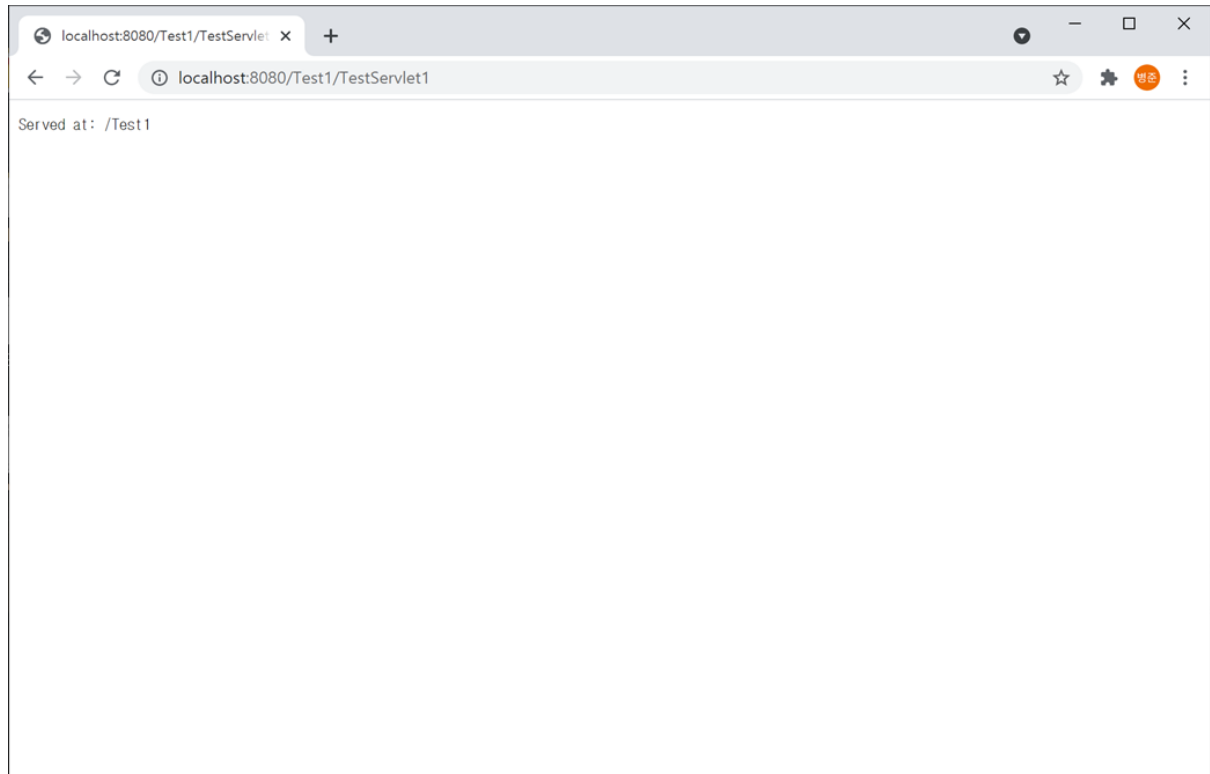 localhost:8080/Test1/TestServlet
localhost:8080/Test1/TestServlet1
병준
Served at: /Test1